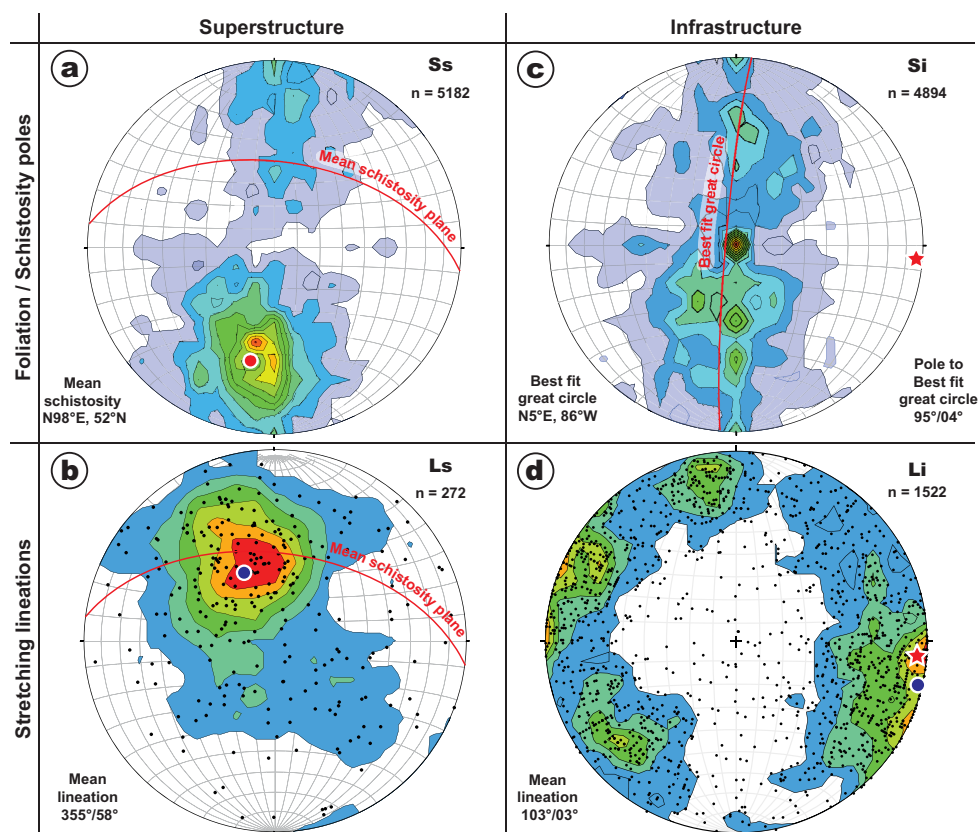 Superstructure
Infrastructure
Foliation / Schistosity poles
a
Ss
n = 5182
Mean schistosity plane
Mean
schistosity
N98°E, 52°N
c
Si
n = 4894
Best fit great circle
Best fit
great circle
N5°E, 86°W
Pole to
Best fit
great circle
95°/04°
Stretching lineations
b
Ls
n = 272
Mean schistosity plane
Mean
lineation
355°/58°
d
Li
n = 1522
Mean
lineation
103°/03°